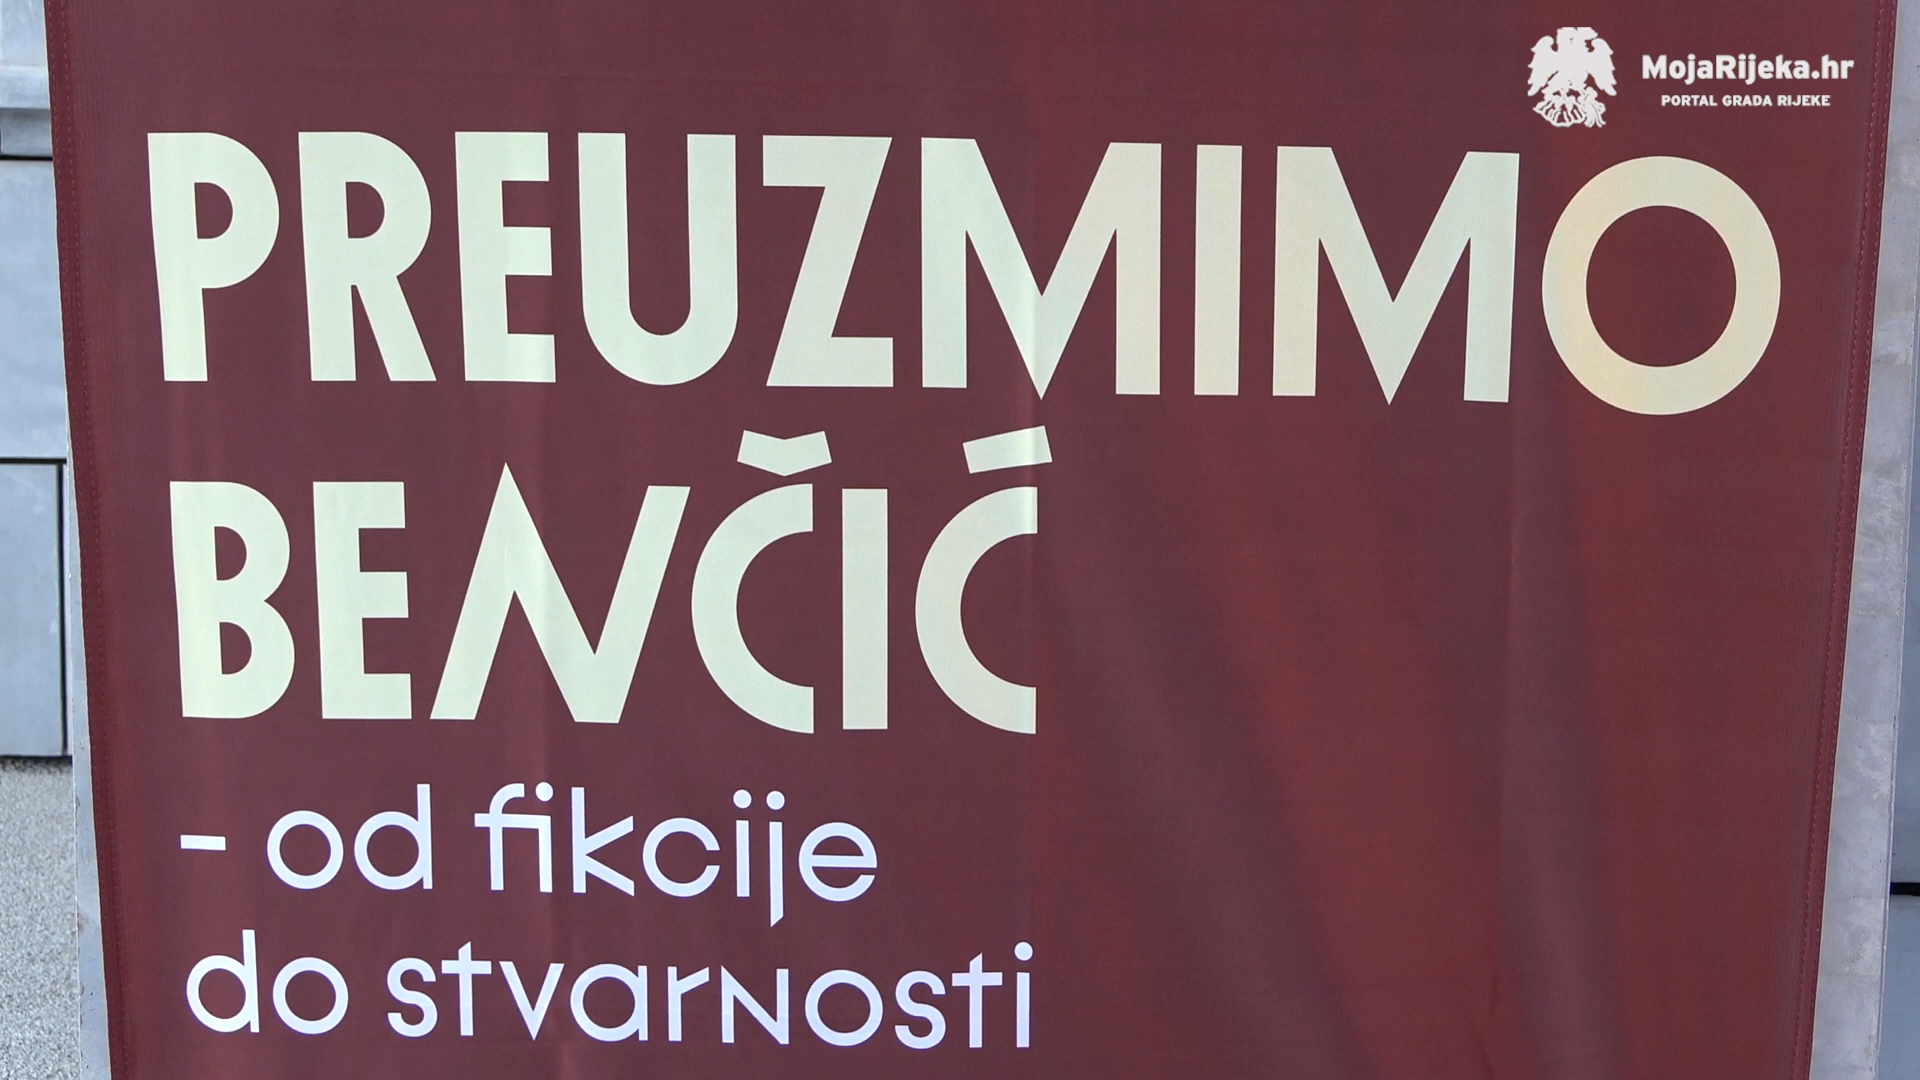 MojaRijeka.hr
PORTAL GRADA RIJEKE
PREUZMIMO
BENČIĆ
- od fikcije
do stvarnosti